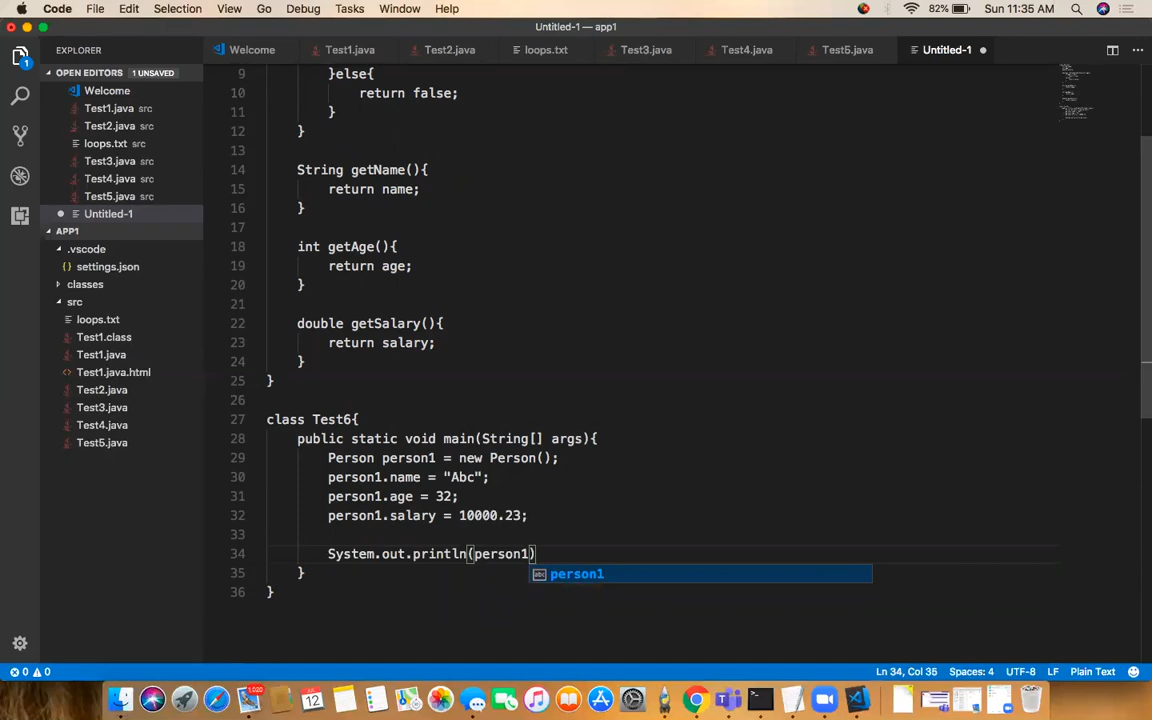 Code File Edit Selection View Go Debug Tasks Window Help 82% Sun 11:35 AM
Untitled-1 — app1
EXPLORER
Welcome Test1.java Test2.java loops.txt Test3.java Test4.java Test5.java Untitled-1
OPEN EDITORS 1 UNSAVED
Welcome
Test1.java src
Test2.java src
loops.txt src
Test3.java src
Test4.java src
Test5.java src
Untitled-1
APP1
.vscode
{} settings.json
classes
src
loops.txt
Test1.class
Test1.java
<> Test1.java.html
Test2.java
Test3.java
Test4.java
Test5.java
1
9 }else{
10 return false;
11 }
12 }
13
14 String getName(){
15 return name;
16 }
17
18 int getAge(){
19 return age;
20 }
21
22 double getSalary(){
23 return salary;
24 }
25 }
26
27 class Test6{
28 public static void main(String[] args){
29 Person person1 = new Person();
30 person1.name = "Abc";
31 person1.age = 32;
32 person1.salary = 10000.23;
33
34 System.out.println(person1)
abc person1
35 }
36 }
0 0 Ln 34, Col 35 Spaces: 4 UTF-8 LF Plain Text
1,020
12